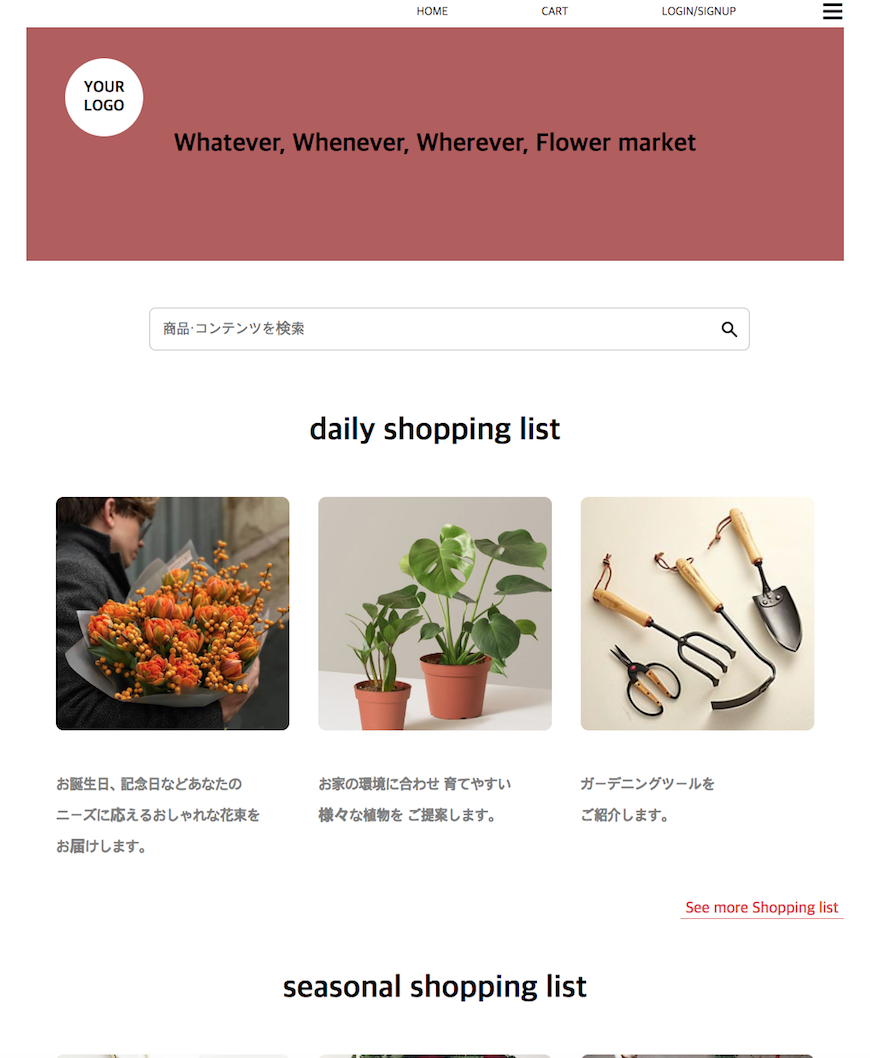 HOME CART LOGIN/SIGNUP
YOUR
LOGO
Whatever, Whenever, Wherever, Flower market
商品·コンテンツを検索
daily shopping list
お誕生日、記念日などあなたの
ニーズに応えるおしゃれな花束を
お届けします。
お家の環境に合わせ 育てやすい
様々な植物を ご提案します。
ガーデニングツールを
ご紹介します。
See more Shopping list
seasonal shopping list